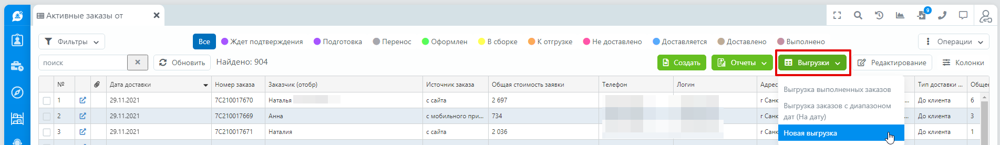 Активные заказы от
9
Фильтры
Все
Ждет подтверждения
Подготовка
Перенос
Оформлен
В сборке
К отгрузке
Не доставлено
Доставляется
Доставлено
Выполнено
Операции
поиск
Обновить
Найдено: 904
Создать
Отчеты
Выгрузки
Редактирование
Колонки
№ Дата доставки Номер заказа Заказчик (отобр) Источник заказа Общая стоимость заявки Телефон Логин Адрес Тип доставки ... Общее
1 29.11.2021 7C210017670 Наталья с сайта 2 697 г Санк ... До клиента 6
2 29.11.2021 7C210017669 Анна с мобильного при... 734 г Санк ... До клиента 3
3 29.11.2021 7C210017671 Наталия с сайта 2 036 г Санк ... До клиента 1
Выгрузка выполненных заказов
Выгрузка заказов с диапазоном
дат (На дату)
Новая выгрузка